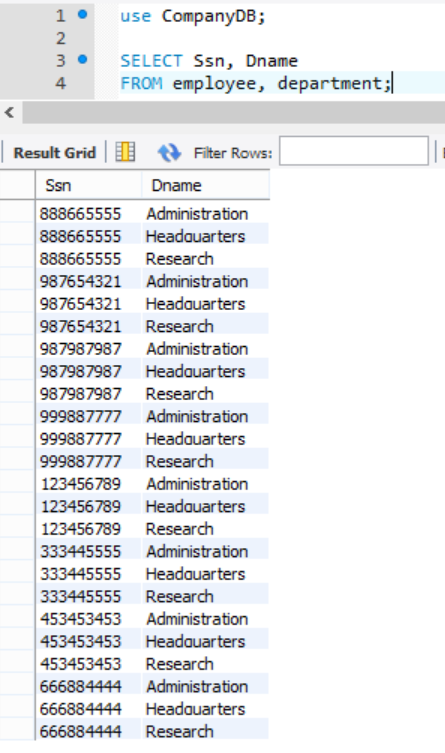 1 use CompanyDB;
2
3 SELECT Ssn, Dname
4 FROM employee, department;
Result Grid Filter Rows:
Ssn Dname
888665555 Administration
888665555 Headquarters
888665555 Research
987654321 Administration
987654321 Headquarters
987654321 Research
987987987 Administration
987987987 Headquarters
987987987 Research
999887777 Administration
999887777 Headquarters
999887777 Research
123456789 Administration
123456789 Headquarters
123456789 Research
333445555 Administration
333445555 Headquarters
333445555 Research
453453453 Administration
453453453 Headquarters
453453453 Research
666884444 Administration
666884444 Headquarters
666884444 Research